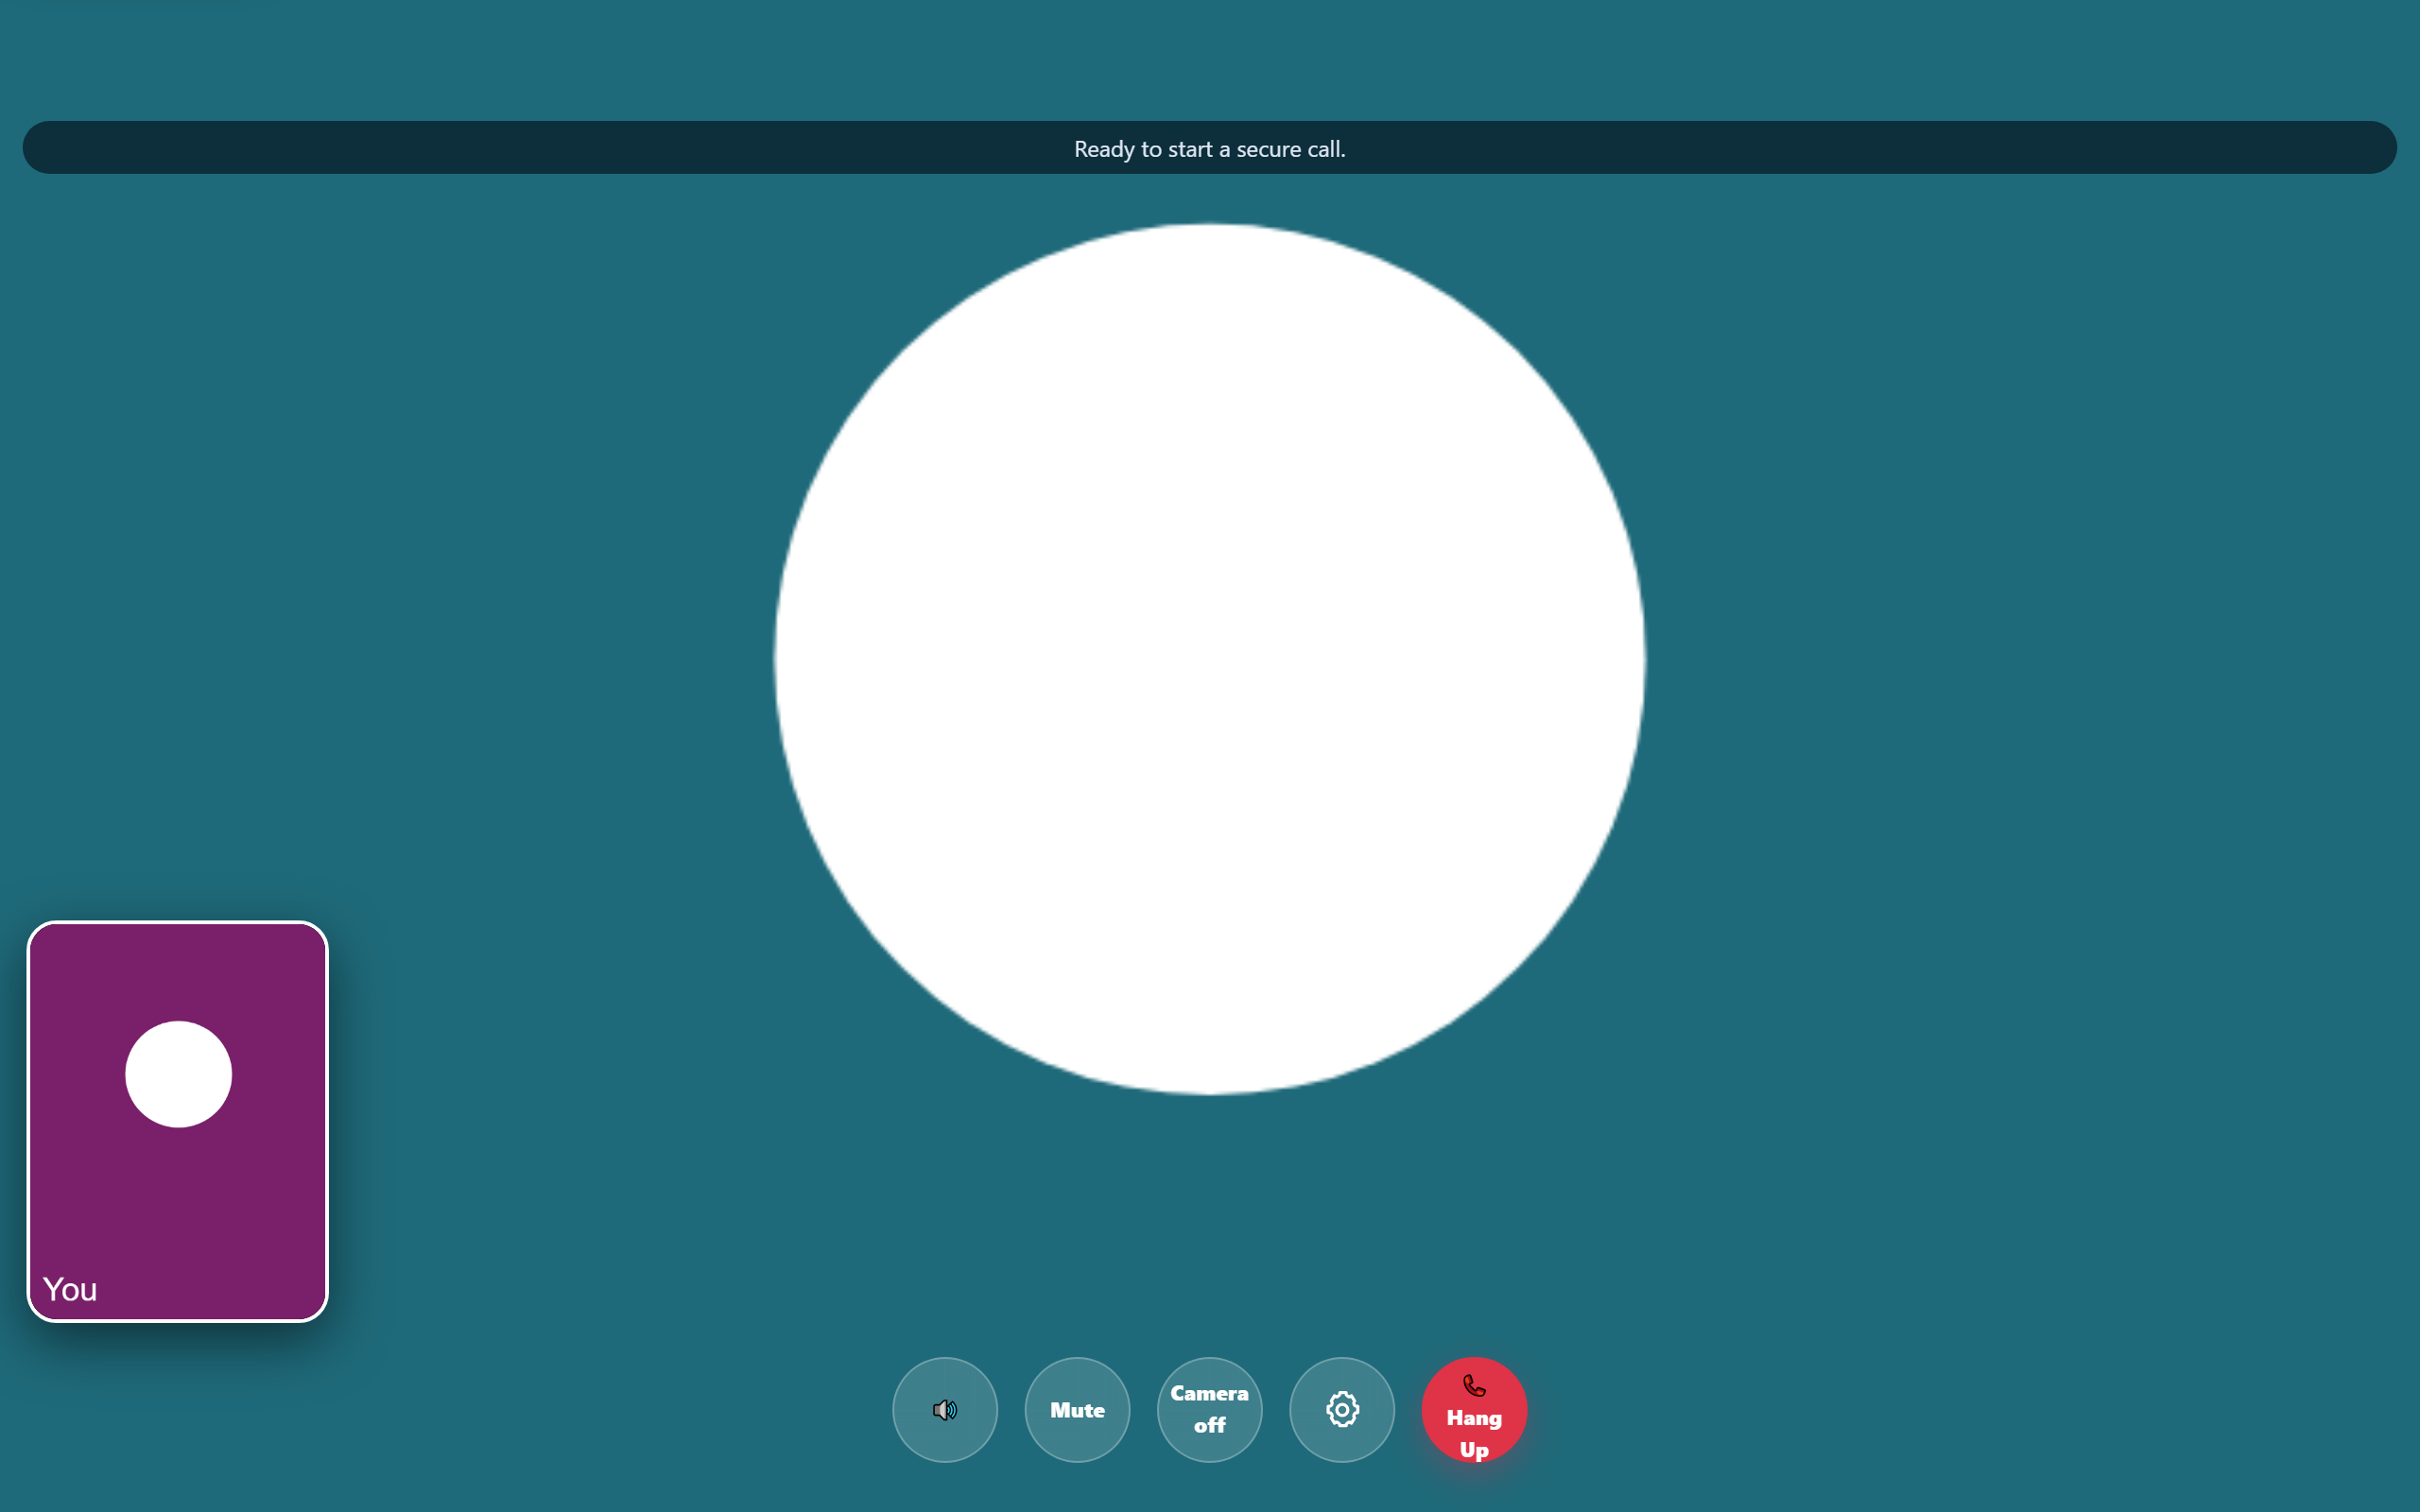 Ready to start a secure call.
You
Mute
Camera
off
Hang
Up